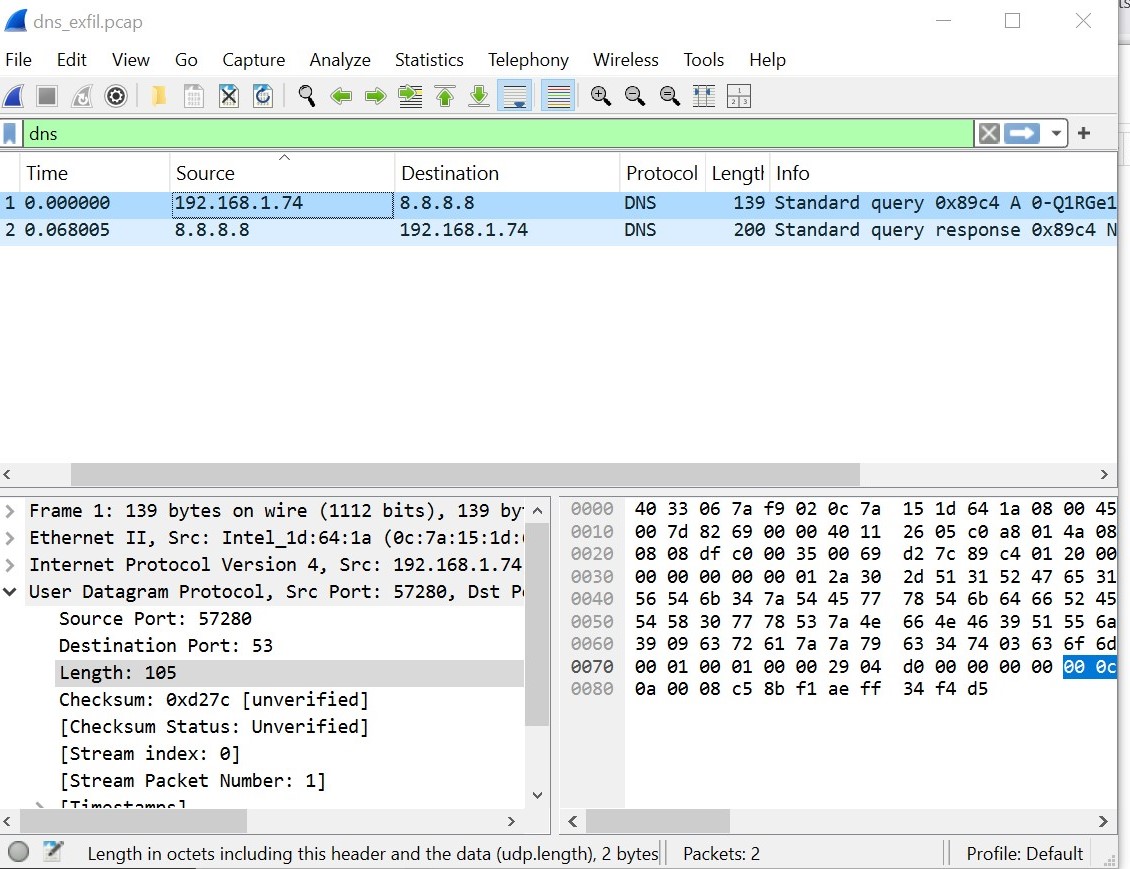 dns_exfil.pcap
File Edit View Go Capture Analyze Statistics Telephony Wireless Tools Help
dns
Time Source Destination Protocol Length Info
1 0.000000 192.168.1.74 8.8.8.8 DNS 139 Standard query 0x89c4 A 0-Q1RGe1
2 0.068005 8.8.8.8 192.168.1.74 DNS 200 Standard query response 0x89c4 N
Frame 1: 139 bytes on wire (1112 bits), 139 by
Ethernet II, Src: Intel_1d:64:1a (0c:7a:15:1d:
Internet Protocol Version 4, Src: 192.168.1.74
User Datagram Protocol, Src Port: 57280, Dst P
Source Port: 57280
Destination Port: 53
Length: 105
Checksum: 0xd27c [unverified]
[Checksum Status: Unverified]
[Stream index: 0]
[Stream Packet Number: 1]
[Timestamps]
0000 40 33 06 7a f9 02 0c 7a 15 1d 64 1a 08 00 45
0010 00 7d 82 69 00 00 40 11 26 05 c0 a8 01 4a 08
0020 08 08 df c0 00 35 00 69 d2 7c 89 c4 01 20 00
0030 00 00 00 00 00 01 2a 30 2d 51 31 52 47 65 31
0040 56 54 6b 34 7a 54 45 77 78 54 6b 64 66 52 45
0050 54 58 30 77 78 53 7a 4e 66 4e 46 39 51 55 6a
0060 39 09 63 72 61 7a 7a 79 63 34 74 03 63 6f 6d
0070 00 01 00 01 00 00 29 04 d0 00 00 00 00 00 0c
0080 0a 00 08 c5 8b f1 ae ff 34 f4 d5
Length in octets including this header and the data (udp.length), 2 bytes Packets: 2 Profile: Default